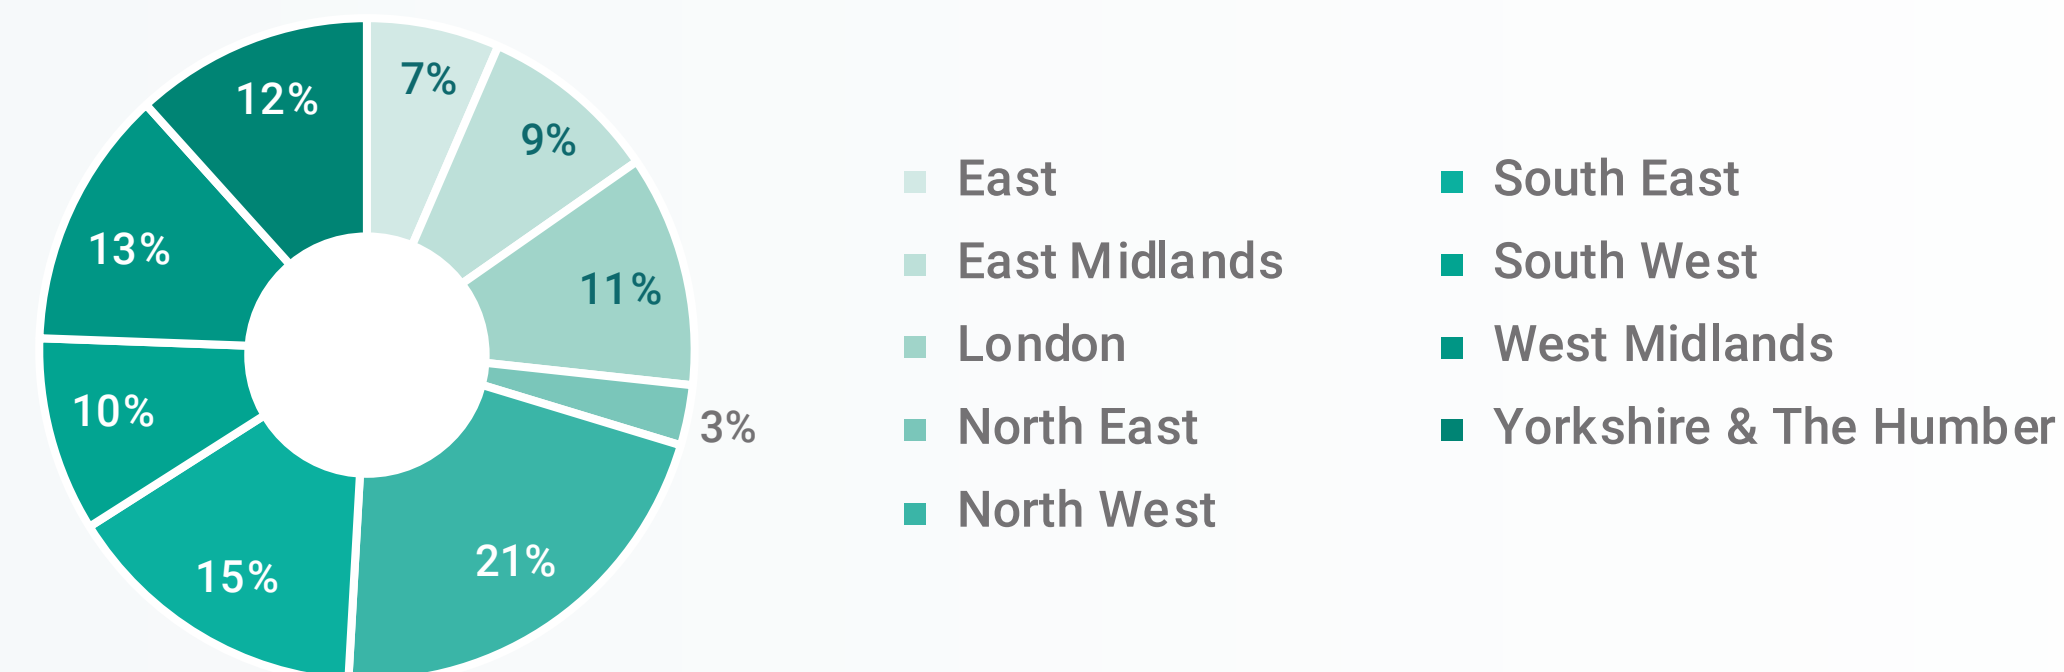 7%
9%
11%
3%
21%
15%
10%
13%
12%
East
East Midlands
London
North East
North West
South East
South West
West Midlands
Yorkshire & The Humber